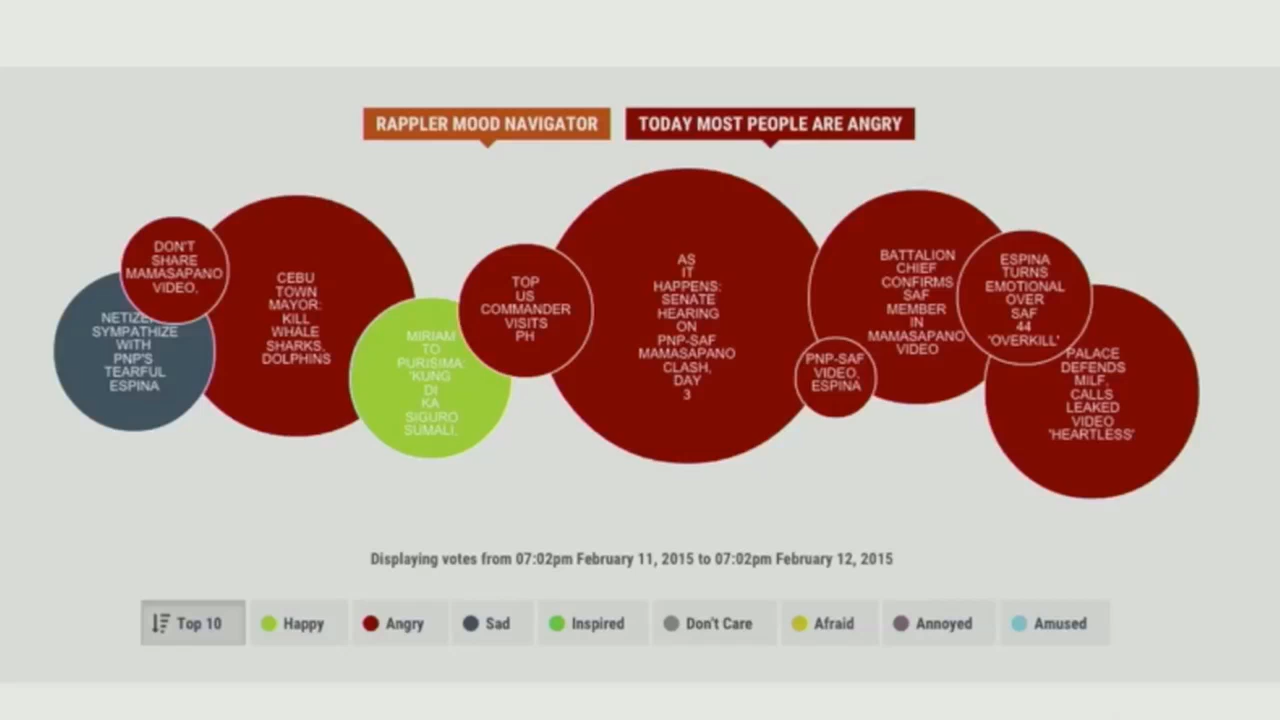 RAPPLER MOOD NAVIGATOR
TODAY MOST PEOPLE ARE ANGRY
DON'T
SHARE
MAMASAPANO
VIDEO,
SYMPATHIZE
WITH
PNP'S
TEARFUL
ESPINA
CEBU
TOWN
MAYOR:
KILL
WHALE
SHARKS,
DOLPHINS
MIRIAM
TO
PURISIMA:
'KUNG
DI
KA
SIGURO
SUMALI,
TOP
US
COMMANDER
VISITS
PH
AS
IT
HAPPENS:
SENATE
HEARING
ON
PNP-SAF
MAMASAPANO
CLASH,
DAY
3
PNP-SAF
VIDEO,
ESPINA
BATTALION
CHIEF
CONFIRMS
SAF
MEMBER
IN
MAMASAPANO
VIDEO
ESPINA
TURNS
EMOTIONAL
OVER
SAF
44
'OVERKILL'
PALACE
DEFENDS
MILF,
CALLS
LEAKED
VIDEO
'HEARTLESS'
Displaying votes from 07:02pm February 11, 2015 to 07:02pm February 12, 2015
Top 10
Happy
Angry
Sad
Inspired
Don't Care
Afraid
Annoyed
Amused